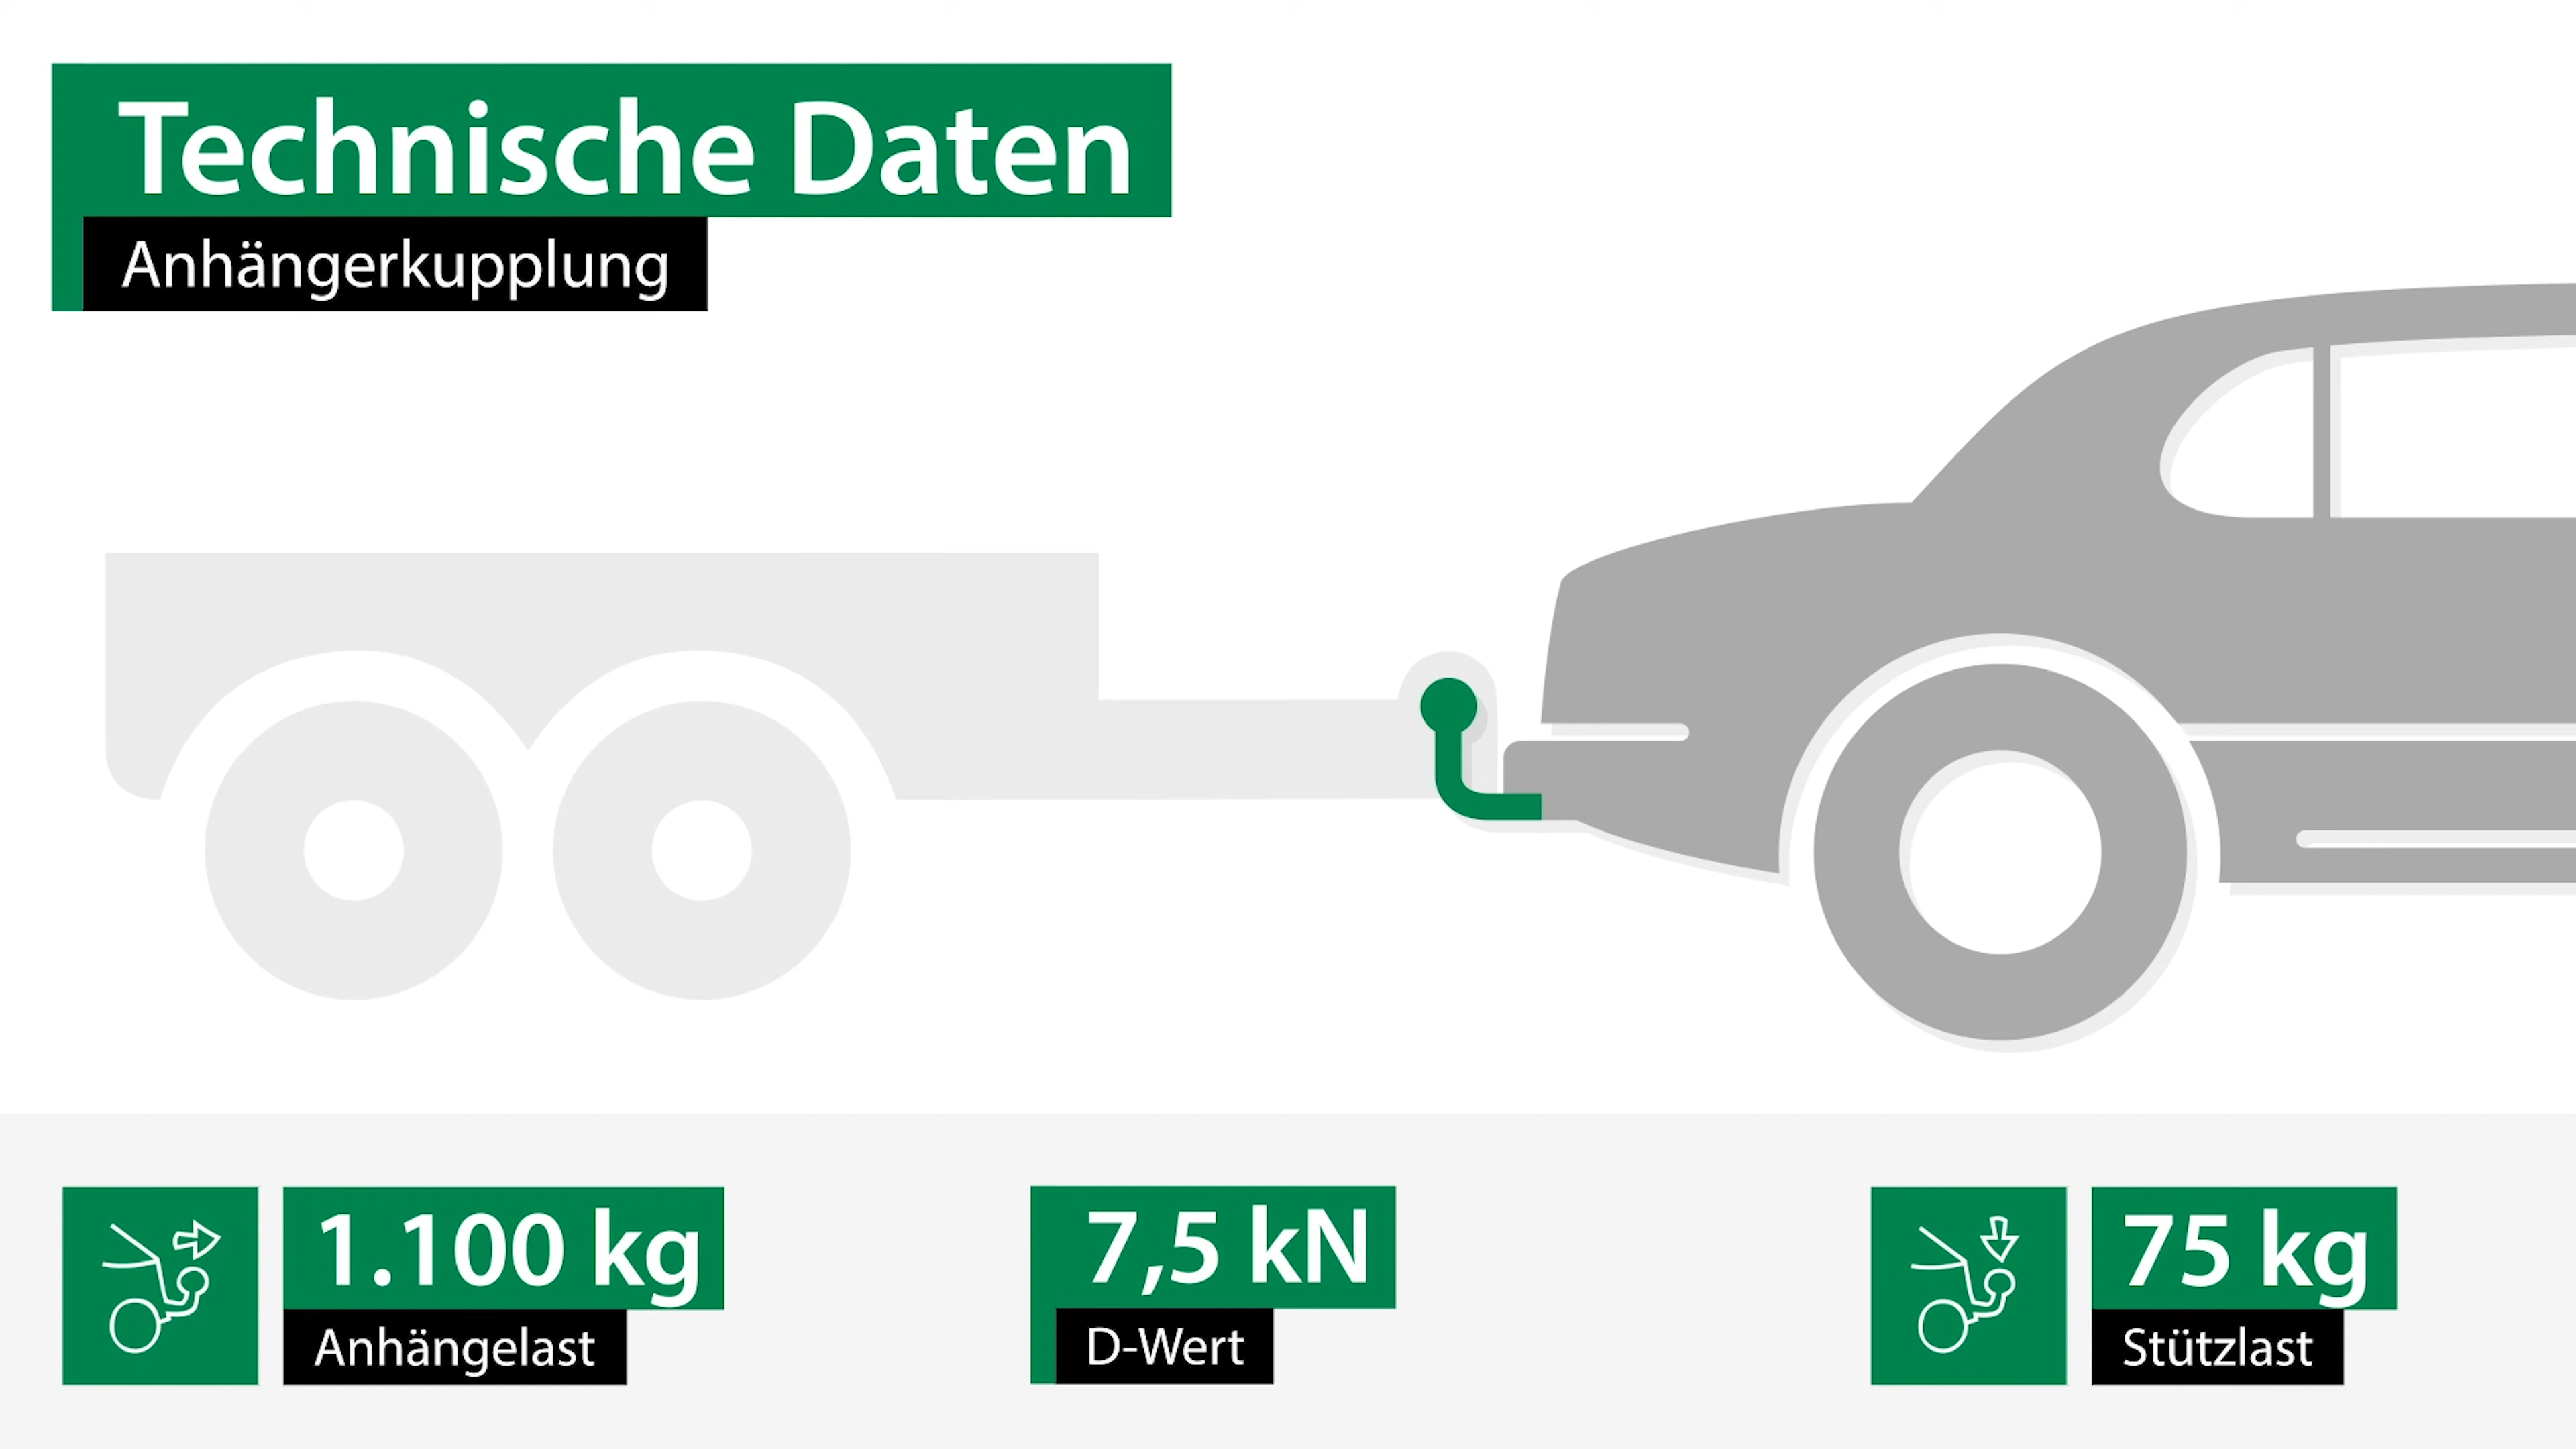 Technische Daten
Anhängerkupplung
1.100 kg
Anhängelast
7,5 kN
D-Wert
75 kg
Stützlast